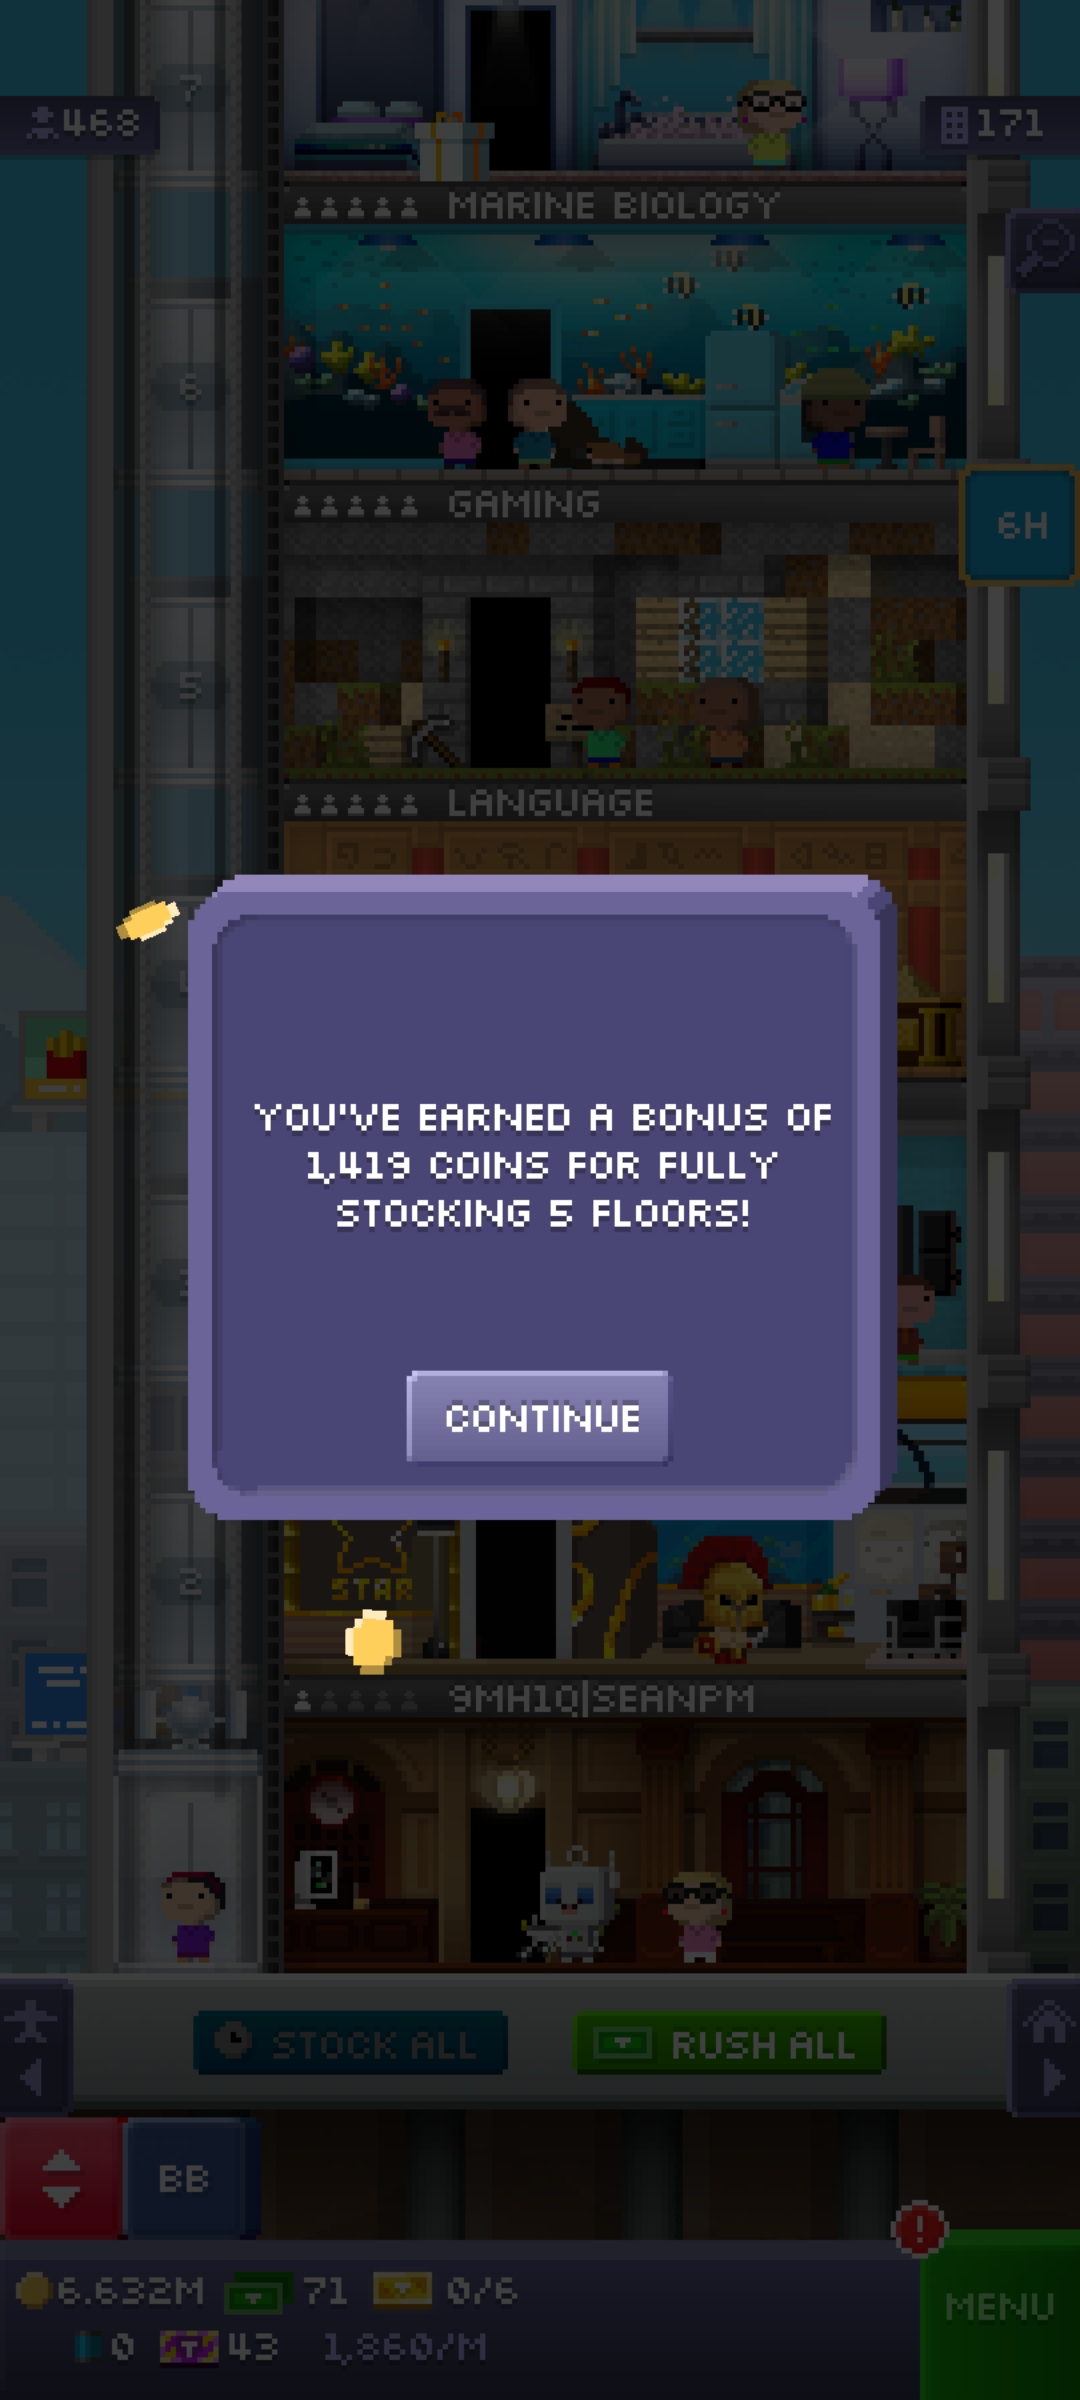 7
468
171
MARINE BIOLOGY
6
GAMING
6H
5
LANGUAGE
YOU'VE EARNED A BONUS OF
1,419 COINS FOR FULLY
STOCKING 5 FLOORS!
CONTINUE
2
STAR
9MH1Q|SEANPM
STOCK ALL
RUSH ALL
BB
!
6.632M
71
0/6
MENU
0
43
1,860/M